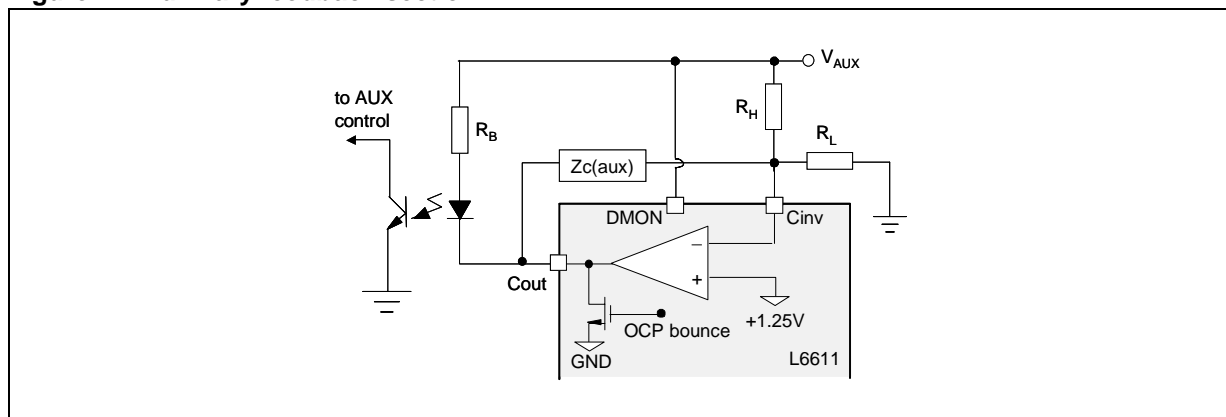 V_AUX
to AUX
control
R_B
R_H
R_L
Zc(aux)
DMON
Cinv
−
+
Cout
+1.25V
OCP bounce
GND
L6611